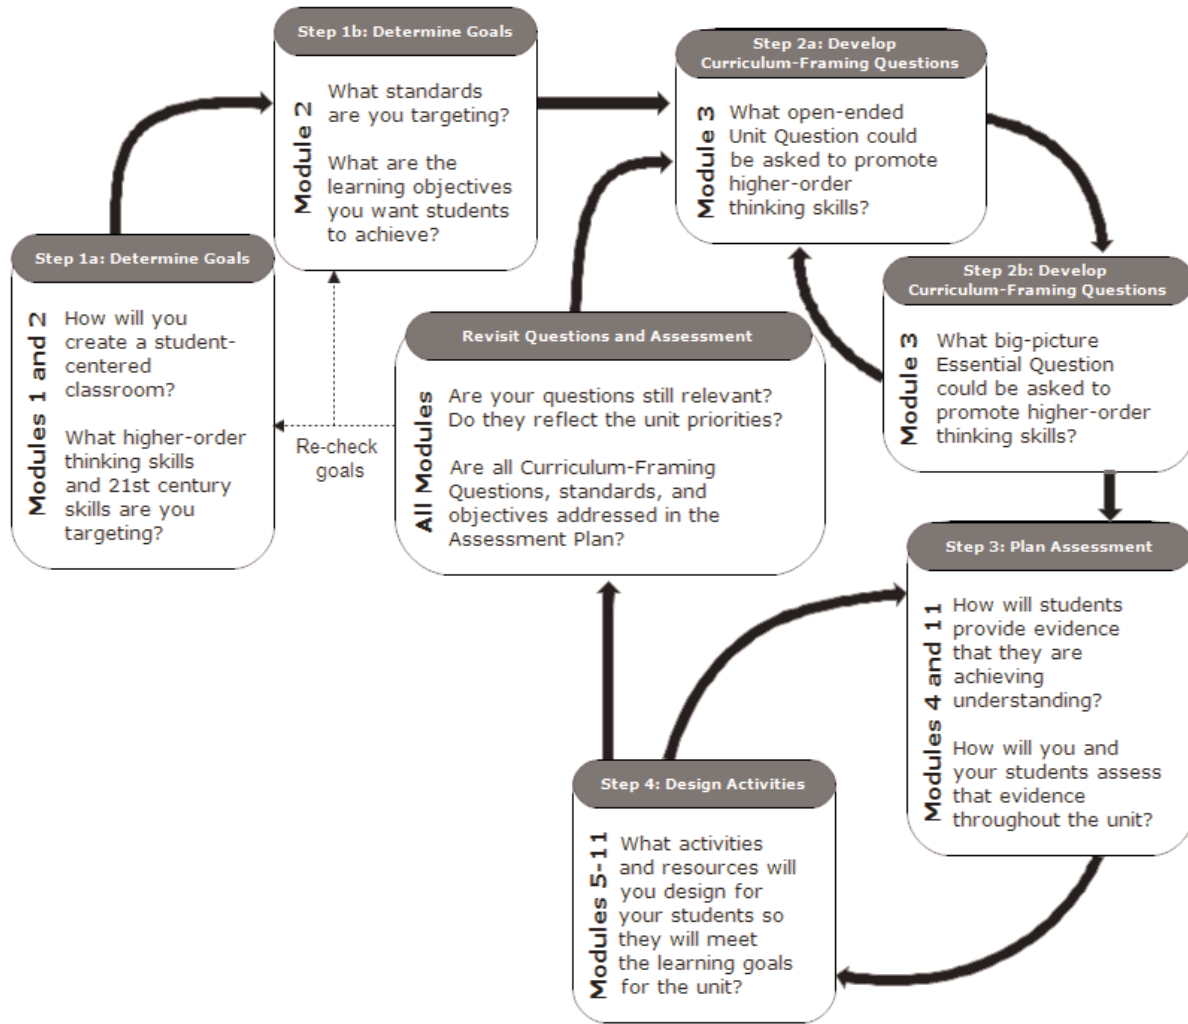 Step 1b: Determine Goals
Module 2
What standards
are you targeting?
What are the
learning objectives
you want students
to achieve?
Step 2a: Develop
Curriculum-Framing Questions
Module 3
What open-ended
Unit Question could
be asked to promote
higher-order
thinking skills?
Step 1a: Determine Goals
Modules 1 and 2
How will you
create a student-
centered
classroom?
What higher-order
thinking skills
and 21st century
skills are you
targeting?
Step 2b: Develop
Curriculum-Framing Questions
Module 3
What big-picture
Essential Question
could be asked to
promote higher-order
thinking skills?
Revisit Questions and Assessment
All Modules
Are your questions still relevant?
Do they reflect the unit priorities?
Are all Curriculum-Framing
Questions, standards, and
objectives addressed in the
Assessment Plan?
Re-check
goals
Step 3: Plan Assessment
Modules 4 and 11
How will students
provide evidence
that they are
achieving
understanding?
How will you and
your students assess
that evidence
throughout the unit?
Step 4: Design Activities
Modules 5-11
What activities
and resources will
you design for
your students so
they will meet
the learning goals
for the unit?